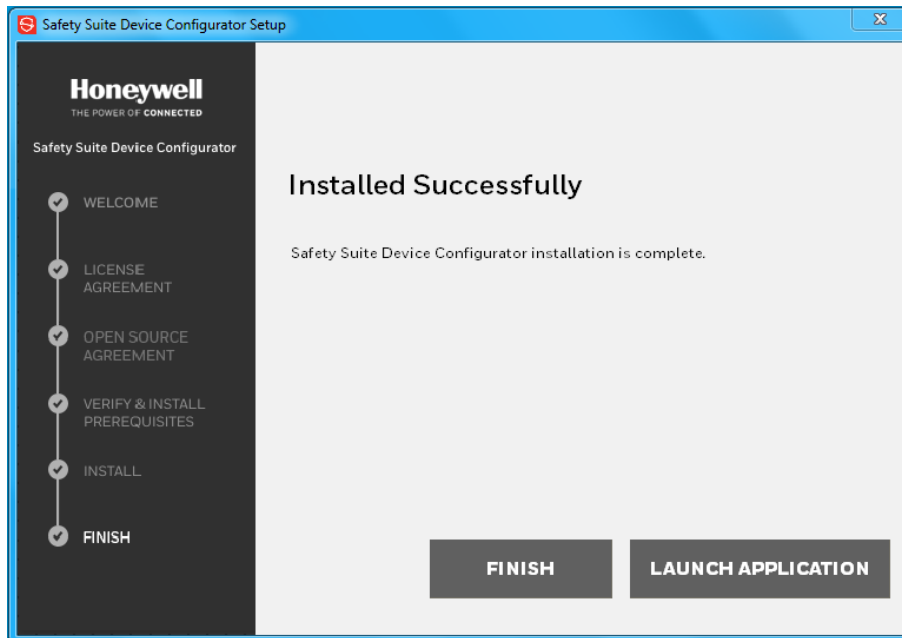 Safety Suite Device Configurator Setup
Honeywell
THE POWER OF CONNECTED
Safety Suite Device Configurator
WELCOME
LICENSE
AGREEMENT
OPEN SOURCE
AGREEMENT
VERIFY & INSTALL
PREREQUISITES
INSTALL
FINISH
Installed Successfully
Safety Suite Device Configurator installation is complete.
FINISH
LAUNCH APPLICATION